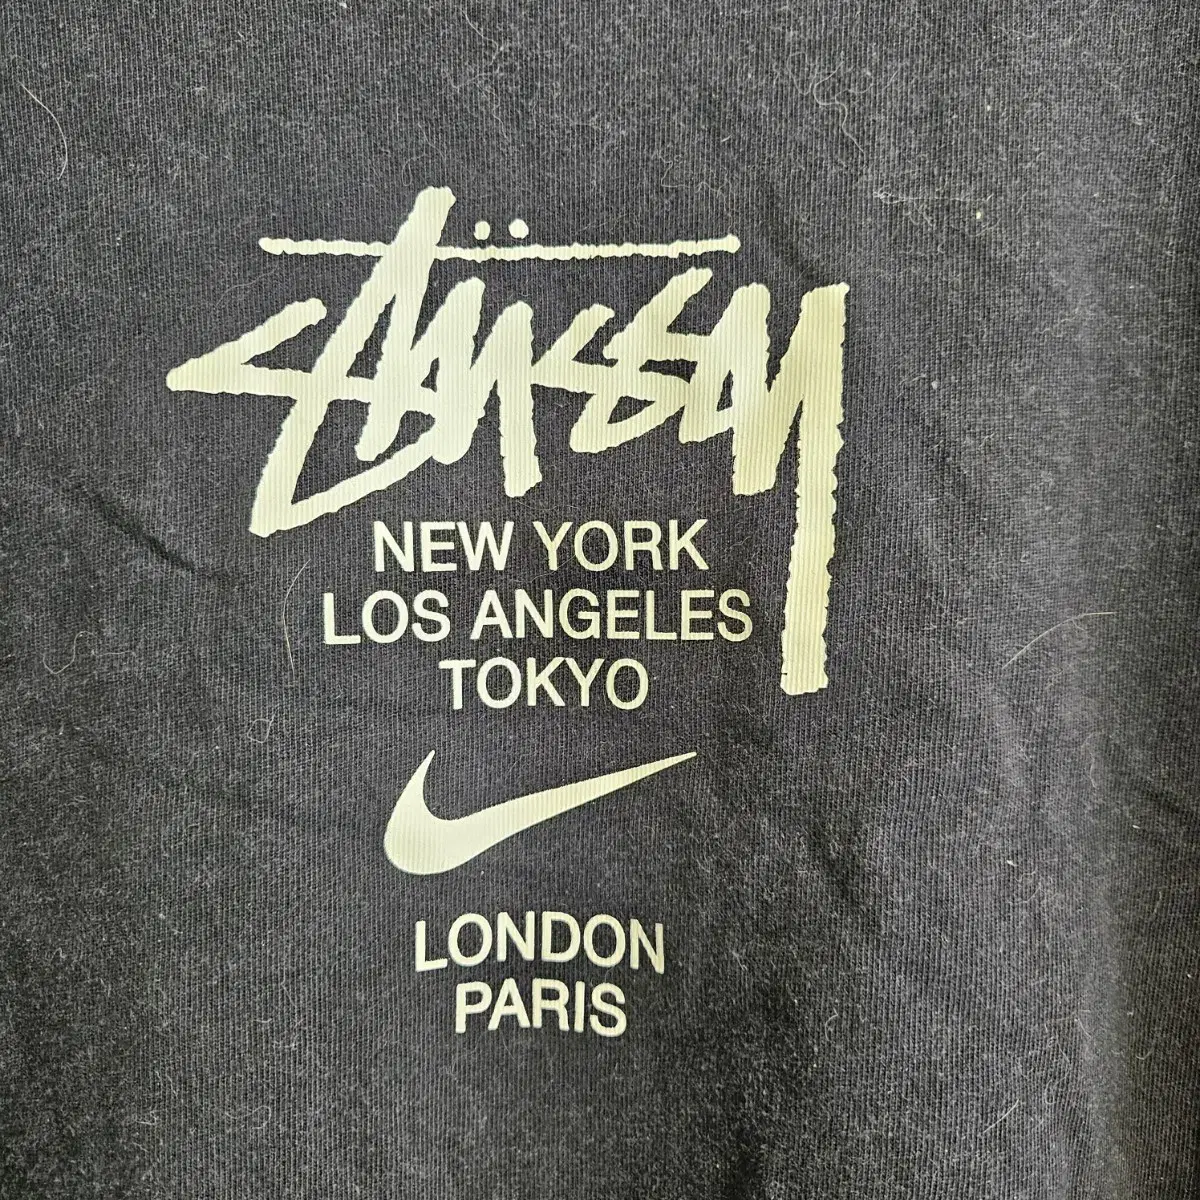 Stüssy
NEW YORK
LOS ANGELES
TOKYO
LONDON
PARIS